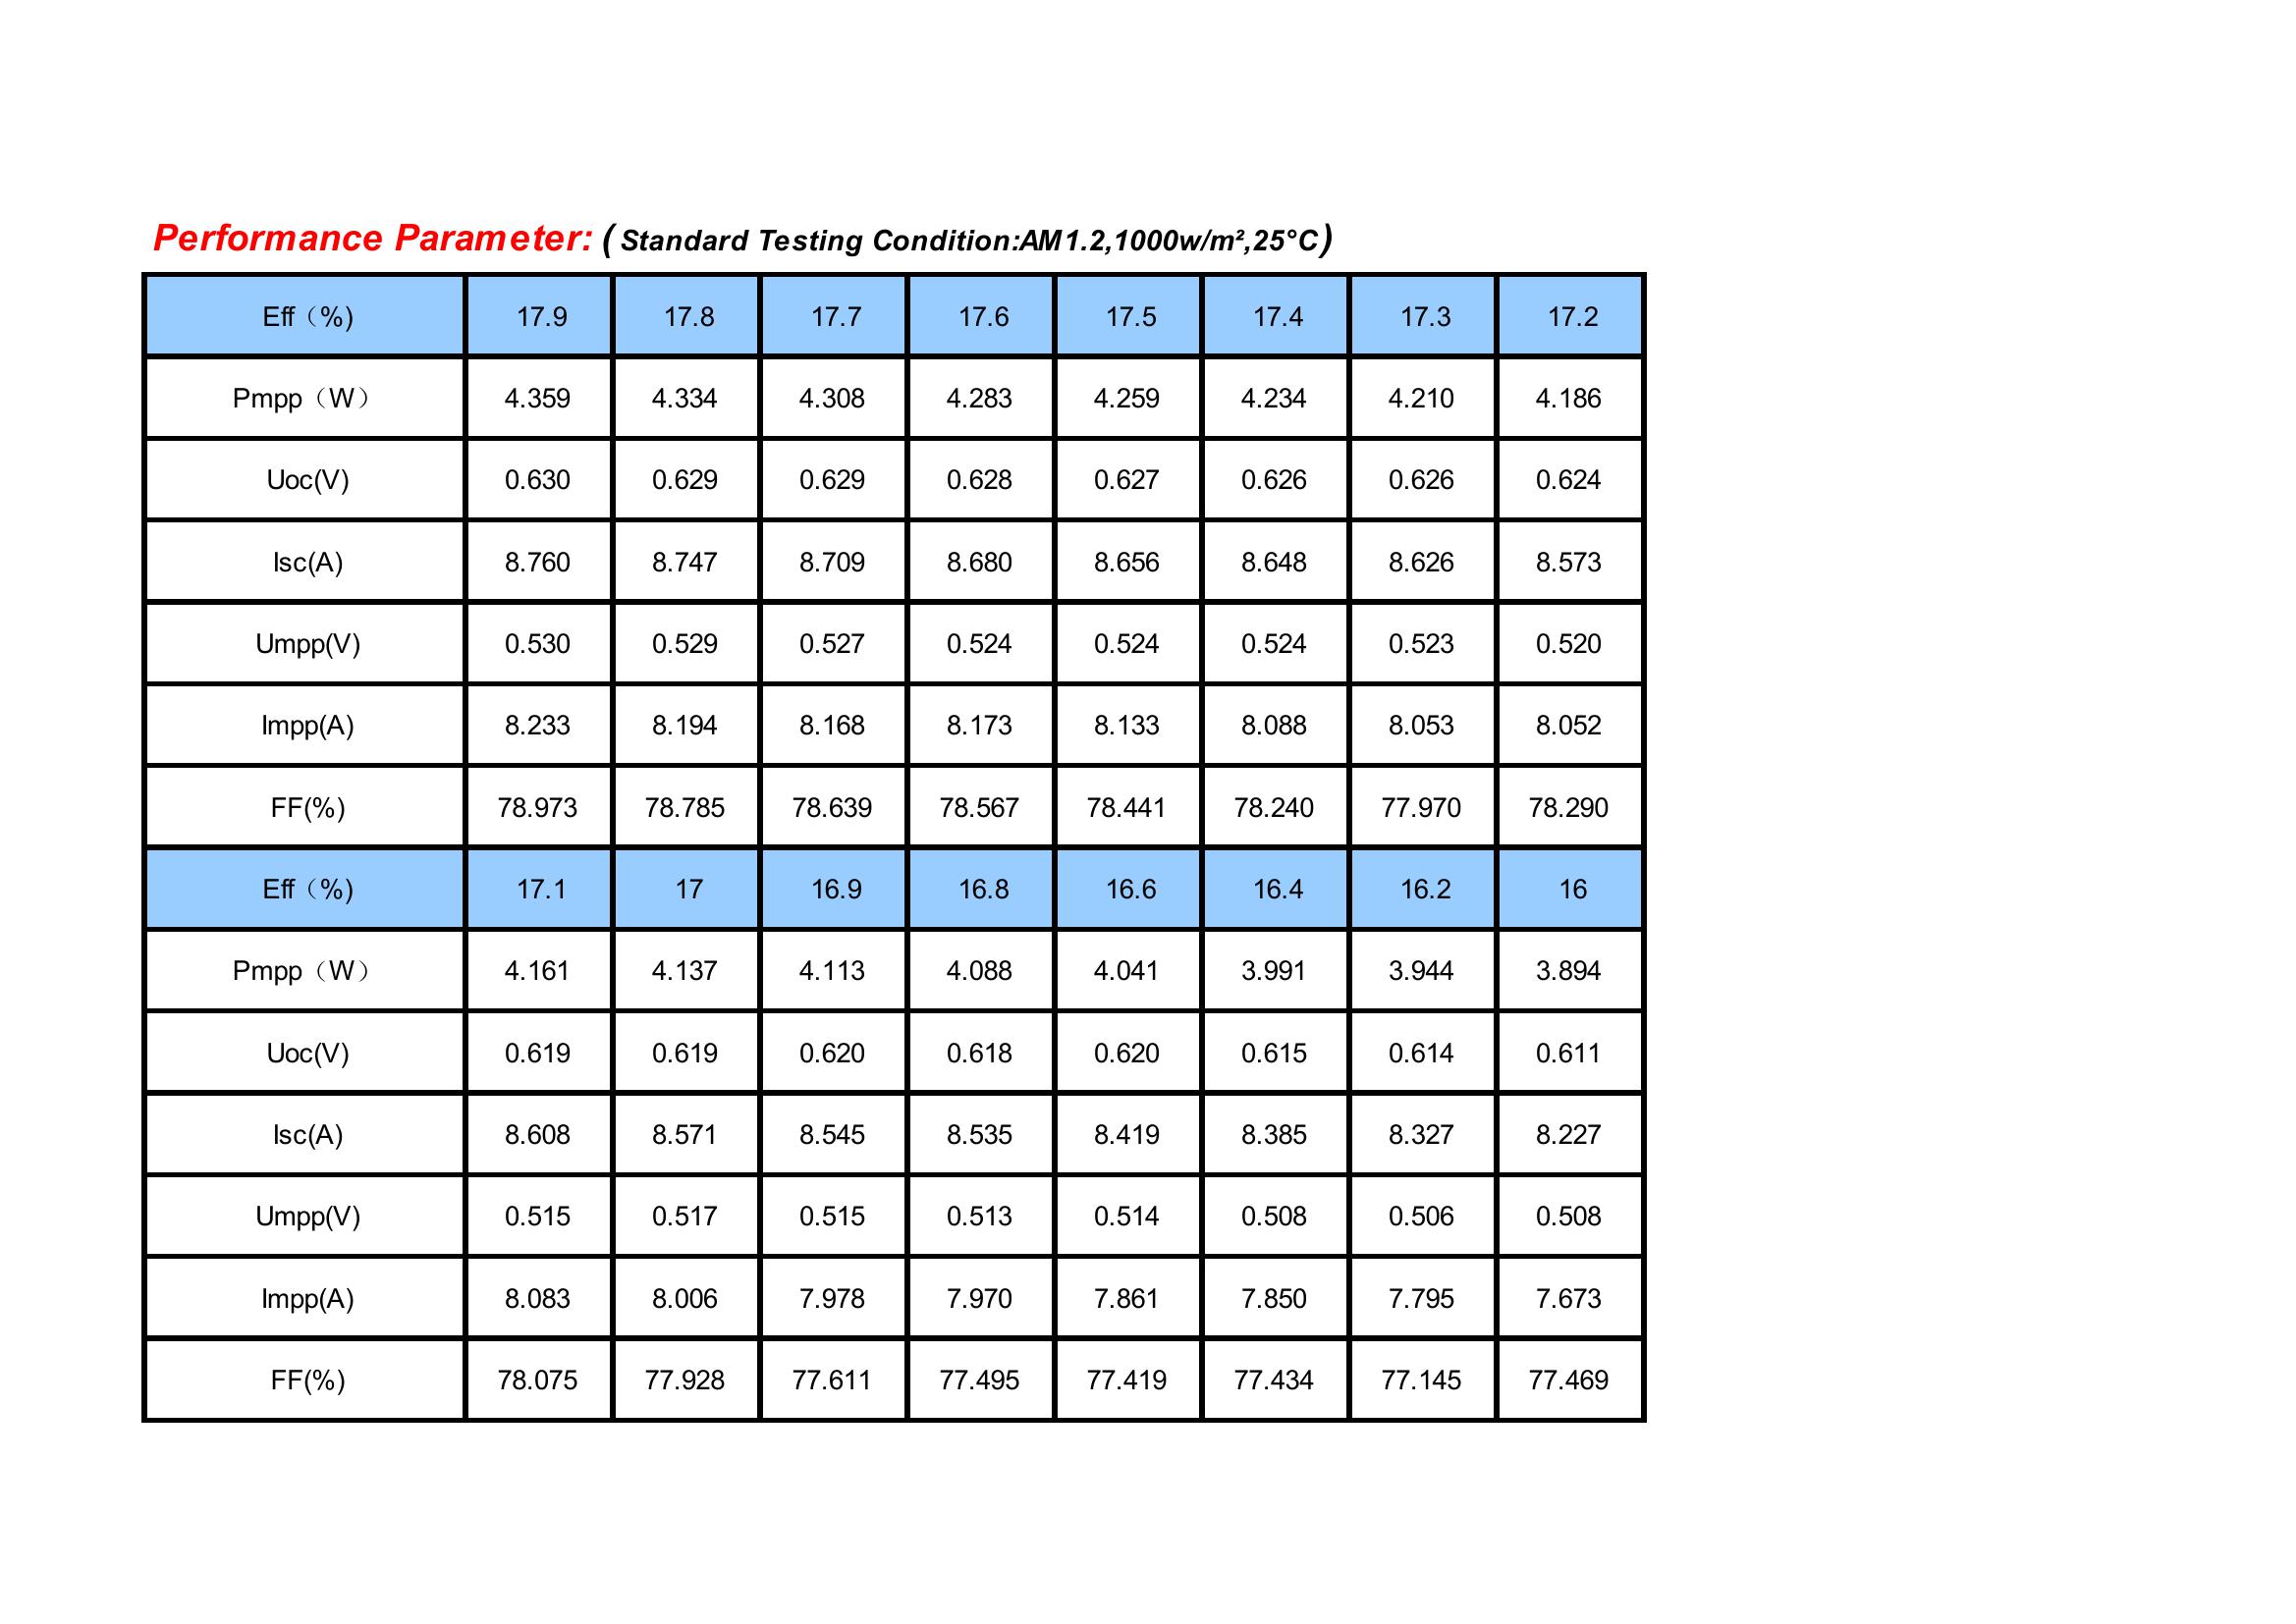 Performance Parameter: (Standard Testing Condition:AM1.2,1000w/m²,25°C)
Eff（%) 17.9 17.8 17.7 17.6 17.5 17.4 17.3 17.2
Pmpp（W） 4.359 4.334 4.308 4.283 4.259 4.234 4.210 4.186
Uoc(V) 0.630 0.629 0.629 0.628 0.627 0.626 0.626 0.624
Isc(A) 8.760 8.747 8.709 8.680 8.656 8.648 8.626 8.573
Umpp(V) 0.530 0.529 0.527 0.524 0.524 0.524 0.523 0.520
Impp(A) 8.233 8.194 8.168 8.173 8.133 8.088 8.053 8.052
FF(%) 78.973 78.785 78.639 78.567 78.441 78.240 77.970 78.290
Eff（%) 17.1 17 16.9 16.8 16.6 16.4 16.2 16
Pmpp（W） 4.161 4.137 4.113 4.088 4.041 3.991 3.944 3.894
Uoc(V) 0.619 0.619 0.620 0.618 0.620 0.615 0.614 0.611
Isc(A) 8.608 8.571 8.545 8.535 8.419 8.385 8.327 8.227
Umpp(V) 0.515 0.517 0.515 0.513 0.514 0.508 0.506 0.508
Impp(A) 8.083 8.006 7.978 7.970 7.861 7.850 7.795 7.673
FF(%) 78.075 77.928 77.611 77.495 77.419 77.434 77.145 77.469